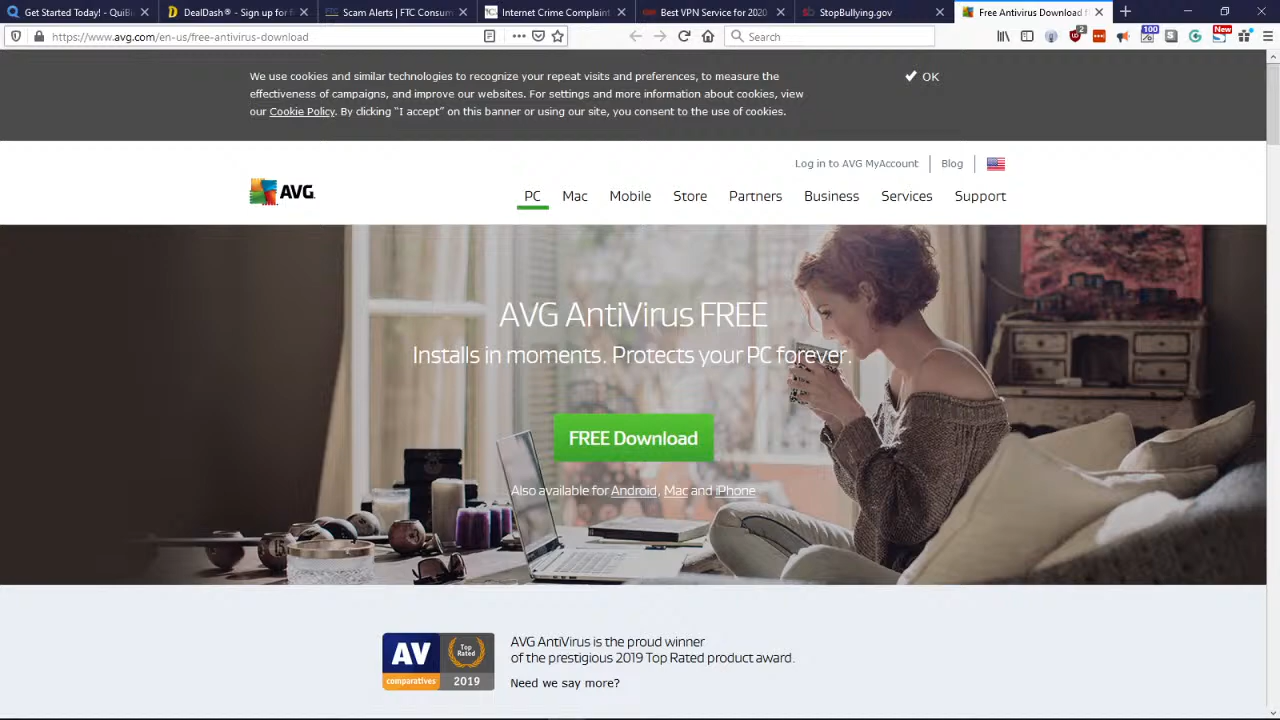 Get Started Today! - QuiBi
DealDash® - Sign up for f
Scam Alerts | FTC Consum
Internet Crime Complaint
Best VPN Service for 2020
StopBullying.gov
Free Antivirus Download f
https://www.avg.com/en-us/free-antivirus-download
Search
2
100
New
We use cookies and similar technologies to recognize your repeat visits and preferences, to measure the
effectiveness of campaigns, and improve our websites. For settings and more information about cookies, view
our Cookie Policy. By clicking “I accept” on this banner or using our site, you consent to the use of cookies.
OK
Log in to AVG MyAccount
Blog
AVG
PC Mac Mobile Store Partners Business Services Support
AVG AntiVirus FREE
Installs in moments. Protects your PC forever.
FREE Download
Also available for Android, Mac and iPhone
AV
comparatives
Top
Rated
2019
AVG AntiVirus is the proud winner
of the prestigious 2019 Top Rated product award.
Need we say more?